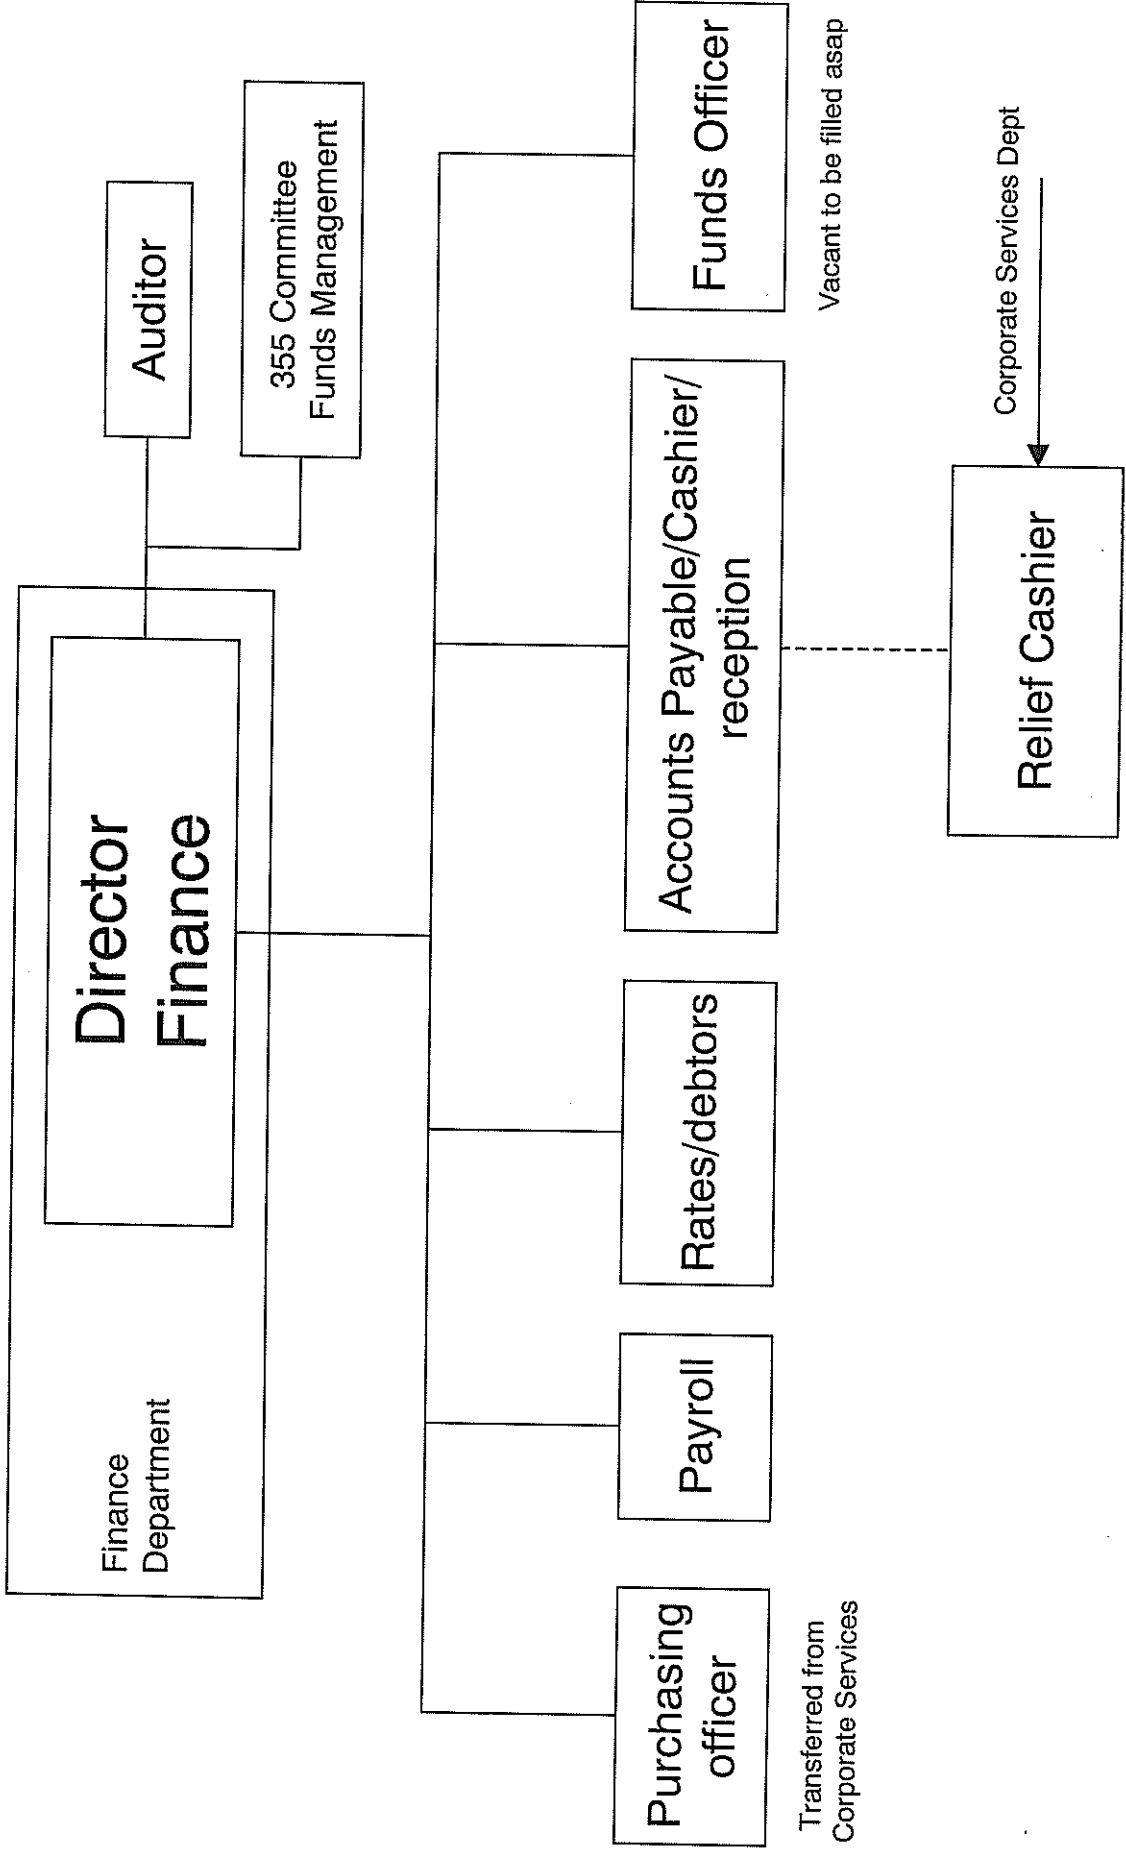 Finance
Department
Director
Finance
Auditor
355 Committee
Funds Management
Purchasing
officer
Payroll
Rates/debtors
Accounts Payable/Cashier/
reception
Funds Officer
Transferred from
Corporate Services
Vacant to be filled asap
Relief Cashier
Corporate Services Dept